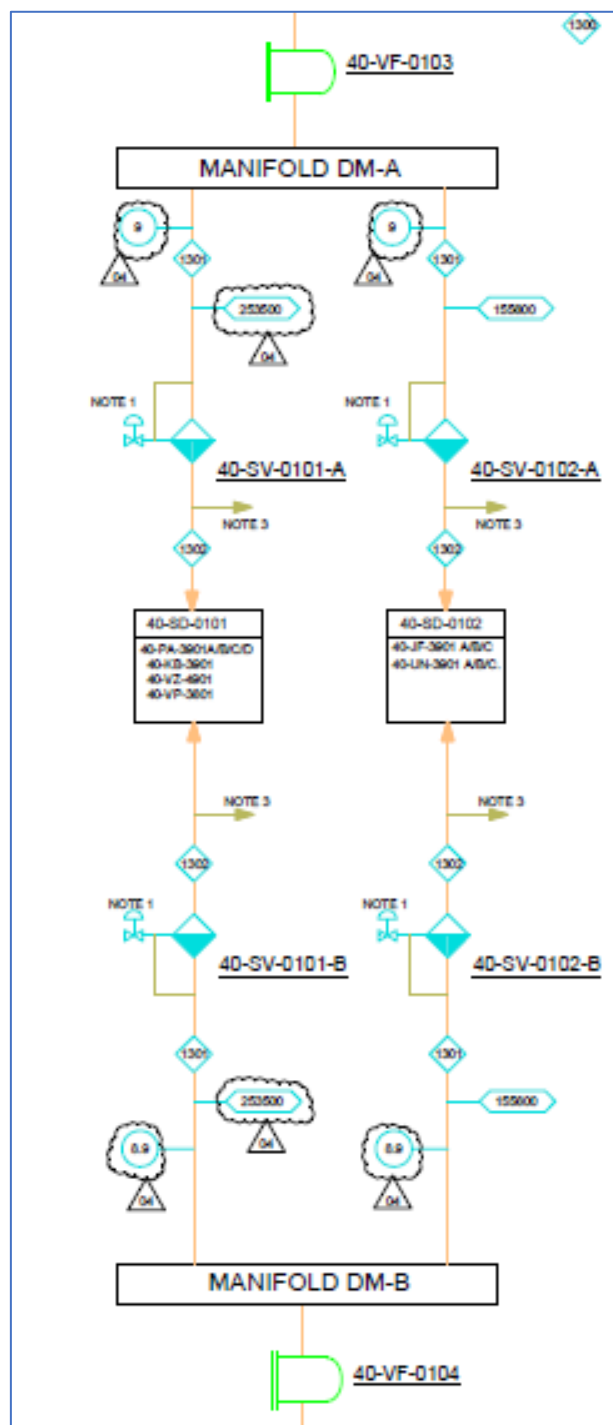 1300
40-VF-0103
MANIFOLD DM-A
9
9
04
1301
04
1301
253500
155800
04
NOTE 1
NOTE 1
40-SV-0101-A
40-SV-0102-A
NOTE 3
NOTE 3
1302
1302
40-SD-0101
40-PA-3901A/B/C/D
40-KB-3901
40-VZ-4901
40-VP-3601
40-SD-0102
40-JF-3901 A/B/C
40-UN-3901 A/B/C.
NOTE 3
NOTE 3
1302
1302
NOTE 1
NOTE 1
40-SV-0101-B
40-SV-0102-B
1301
1301
253500
155800
04
8.9
8.9
04
04
MANIFOLD DM-B
40-VF-0104